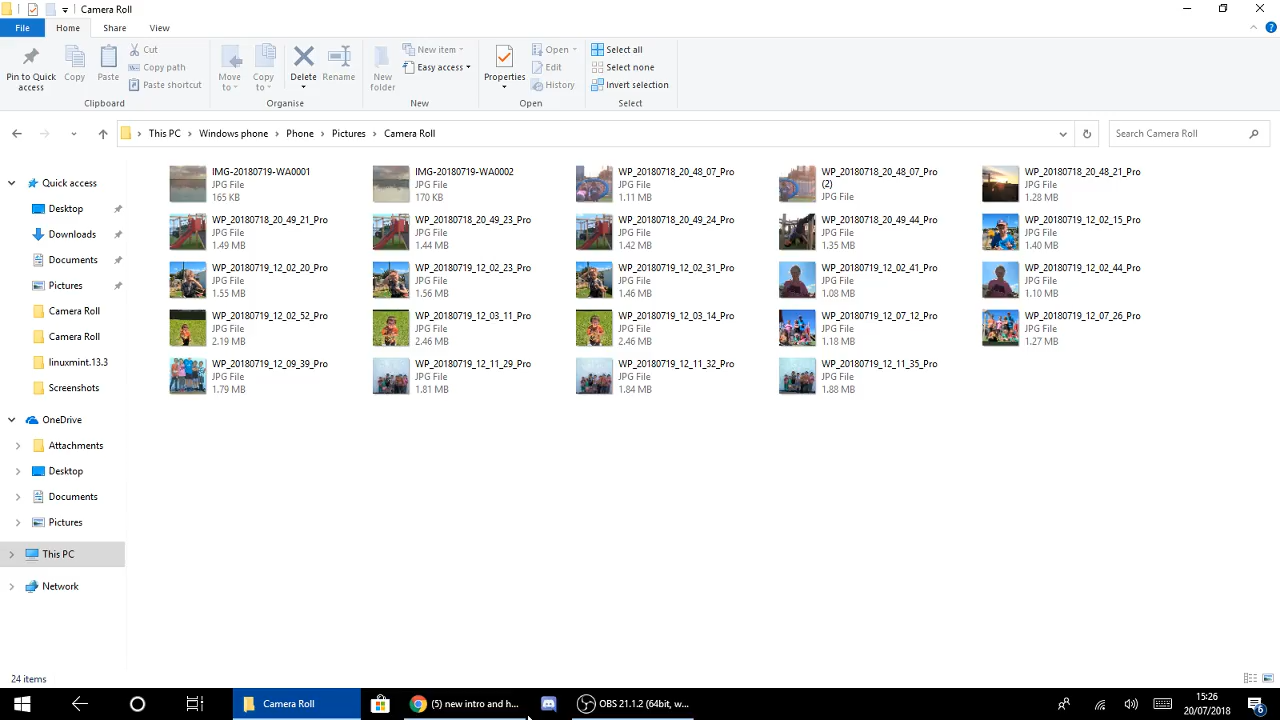 Camera Roll
File
Home
Share
View
Pin to Quick access
Copy
Paste
Cut
Copy path
Paste shortcut
Clipboard
Move to
Copy to
Delete
Rename
Organise
New folder
New item
Easy access
New
Properties
Open
Edit
History
Open
Select all
Select none
Invert selection
Select
This PC
Windows phone
Phone
Pictures
Camera Roll
Search Camera Roll
Quick access
Desktop
Downloads
Documents
Pictures
Camera Roll
Camera Roll
linuxmint.13.3
Screenshots
OneDrive
Attachments
Desktop
Documents
Pictures
This PC
Network
IMG-20180719-WA0001
JPG File
165 KB
IMG-20180719-WA0002
JPG File
170 KB
WP_20180718_20_48_07_Pro
JPG File
1.11 MB
WP_20180718_20_48_07_Pro
(2)
JPG File
WP_20180718_20_48_21_Pro
JPG File
1.28 MB
WP_20180718_20_49_21_Pro
JPG File
1.49 MB
WP_20180718_20_49_23_Pro
JPG File
1.44 MB
WP_20180718_20_49_24_Pro
JPG File
1.42 MB
WP_20180718_20_49_44_Pro
JPG File
1.35 MB
WP_20180719_12_02_15_Pro
JPG File
1.40 MB
WP_20180719_12_02_20_Pro
JPG File
1.55 MB
WP_20180719_12_02_23_Pro
JPG File
1.56 MB
WP_20180719_12_02_31_Pro
JPG File
1.46 MB
WP_20180719_12_02_41_Pro
JPG File
1.08 MB
WP_20180719_12_02_44_Pro
JPG File
1.10 MB
WP_20180719_12_02_52_Pro
JPG File
2.19 MB
WP_20180719_12_03_11_Pro
JPG File
2.46 MB
WP_20180719_12_03_14_Pro
JPG File
2.46 MB
WP_20180719_12_07_12_Pro
JPG File
1.18 MB
WP_20180719_12_07_26_Pro
JPG File
1.27 MB
WP_20180719_12_09_39_Pro
JPG File
1.79 MB
WP_20180719_12_11_29_Pro
JPG File
1.81 MB
WP_20180719_12_11_32_Pro
JPG File
1.84 MB
WP_20180719_12_11_35_Pro
JPG File
1.88 MB
24 items
Camera Roll
(5) new intro and h...
OBS 21.1.2 (64bit, w...
15:26
20/07/2018
6